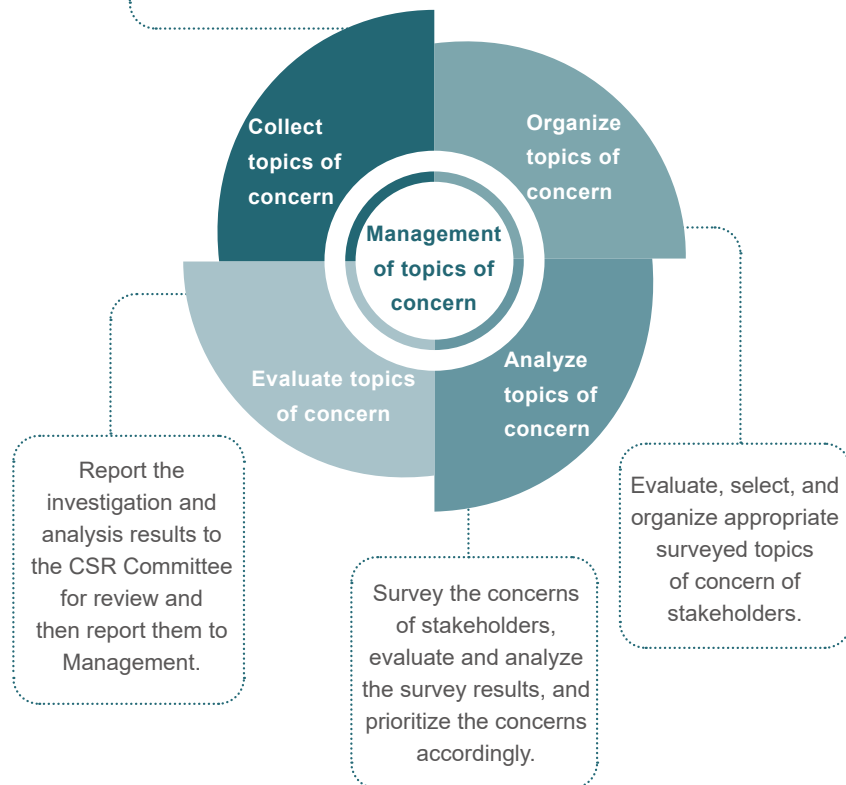 Collect
topics of
concern
Organize
topics of
concern
Management
of topics of
concern
Evaluate topics
of concern
Analyze
topics of
concern
Report the
investigation and
analysis results to
the CSR Committee
for review and
then report them to
Management.
Survey the concerns
of stakeholders,
evaluate and analyze
the survey results, and
prioritize the concerns
accordingly.
Evaluate, select, and
organize appropriate
surveyed topics
of concern of
stakeholders.